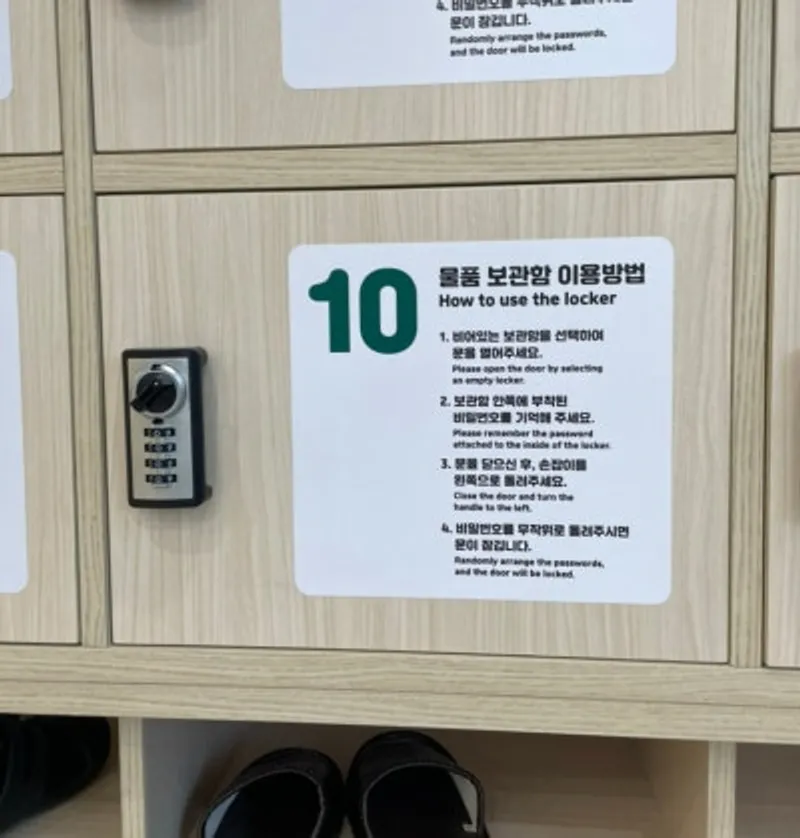 4. 비밀번호를 무작위로 돌려주시면
문이 잠깁니다.
Randomly arrange the passwords,
and the door will be locked.
10
물품 보관함 이용방법
How to use the locker
1. 비어있는 보관함을 선택하여
문을 열어주세요.
Please open the door by selecting
an empty locker.
2. 보관함 안쪽에 부착된
비밀번호를 기억해 주세요.
Please remember the password
attached to the inside of the locker.
3. 문을 닫으신 후, 손잡이를
왼쪽으로 돌려주세요.
Close the door and turn the
handle to the left.
4. 비밀번호를 무작위로 돌려주시면
문이 잠깁니다.
Randomly arrange the passwords,
and the door will be locked.